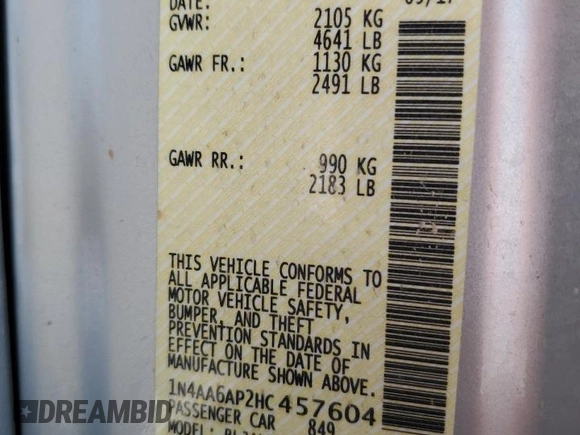 DATE:
GVWR: 2105 KG
4641 LB
GAWR FR.: 1130 KG
2491 LB
GAWR RR.: 990 KG
2183 LB
THIS VEHICLE CONFORMS TO
ALL APPLICABLE FEDERAL
MOTOR VEHICLE SAFETY,
BUMPER, AND THEFT
PREVENTION STANDARDS IN
EFFECT ON THE DATE OF
MANUFACTURE SHOWN ABOVE.
1N4AA6AP2HC457604
PASSENGER CAR 849
MODEL:
DREAMBID